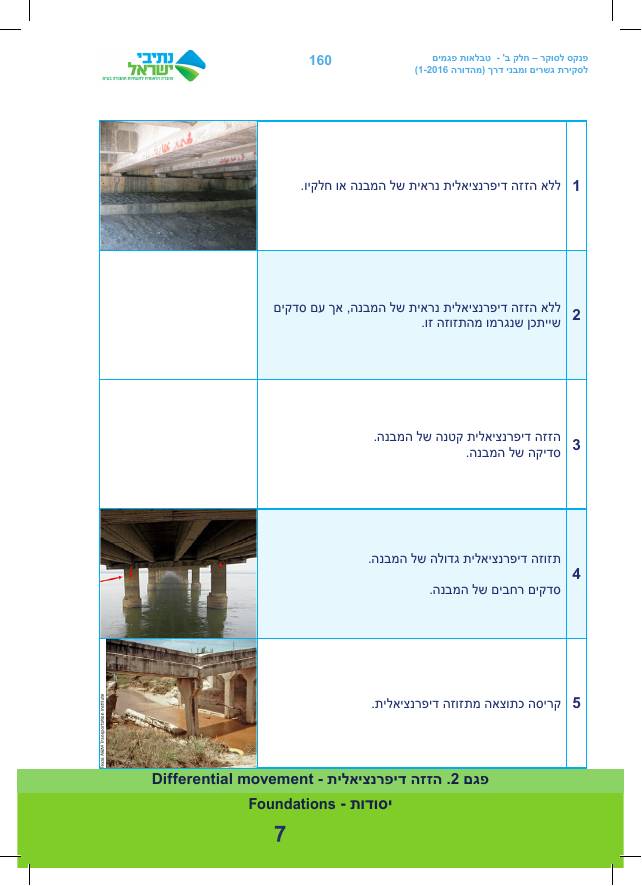 פנקס לסוקר – חלק ב' - טבלאות פגמים
לסקירת גשרים ומבני דרך (מהדורה 1-2016)
160
נתיבי
ישראל
1
ללא הזזה דיפרנציאלית נראית של המבנה או חלקיו.
2
ללא הזזה דיפרנציאלית נראית של המבנה, אך עם סדקים
שייתכן שנגרמו מהתזוזה זו.
3
הזזה דיפרנציאלית קטנה של המבנה.
סדיקה של המבנה.
4
תזוזה דיפרנציאלית גדולה של המבנה.
סדקים רחבים של המבנה.
5
קריסה כתוצאה מתזוזה דיפרנציאלית.
פגם 2. הזזה דיפרנציאלית - Differential movement
יסודות - Foundations
7